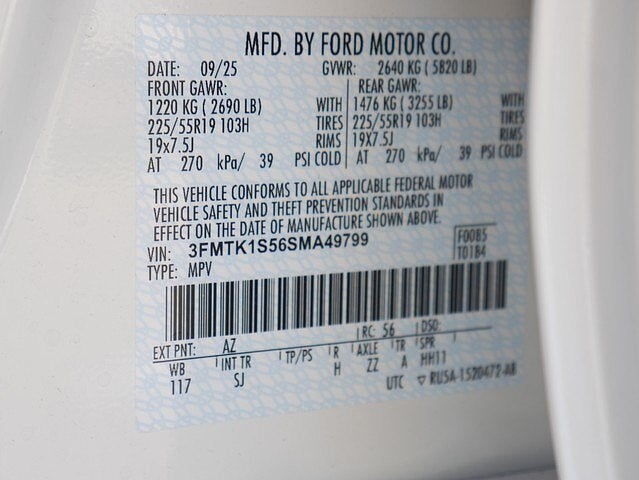 MFD. BY FORD MOTOR CO.
DATE: 09/25 GVWR: 2640 KG ( 5820 LB)
FRONT GAWR: REAR GAWR:
1220 KG ( 2690 LB) WITH 1476 KG ( 3255 LB) WITH
225/55R19 103H TIRES 225/55R19 103H TIRES
19x7.5J RIMS 19X7.5J RIMS
AT 270 kPa/ 39 PSI COLD AT 270 kPa/ 39 PSI COLD
THIS VEHICLE CONFORMS TO ALL APPLICABLE FEDERAL MOTOR
VEHICLE SAFETY AND THEFT PREVENTION STANDARDS IN
EFFECT ON THE DATE OF MANUFACTURE SHOWN ABOVE.
VIN: 3FMTK1S56SMA49799 F0085
TYPE: MPV T0184
EXT PNT: AZ RC: 56 DSO:
WB INT TR TP/PS R AXLE TR SPR
117 SJ H ZZ A HH11
UTC ▽ RU5A-1520472-AB